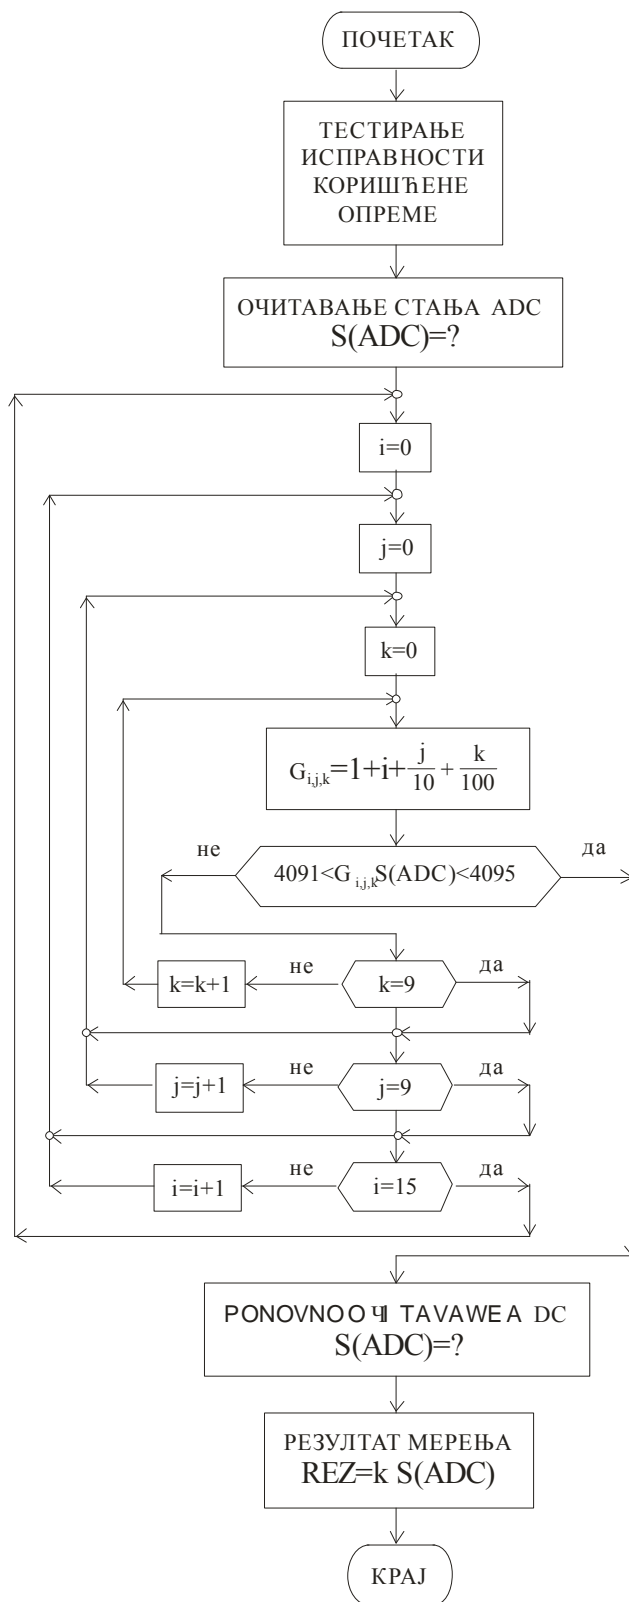 ПОЧЕТАК
ТЕСТИРАЊЕ
ИСПРАВНОСТИ
КОРИШЋЕНЕ
ОПРЕМЕ
ОЧИТАВАЊЕ СТАЊА ADC
S(ADC)=?
i=0
j=0
k=0
G i,j,k=1+i+j/10+k/100
не
4091<G i,j,k S(ADC)<4095
да
k=k+1
не
k=9
да
j=j+1
не
j=9
да
i=i+1
не
i=15
да
PONOVNO OЧI TAVAWE A DC
S(ADC)=?
РЕЗУЛТАТ МЕРЕЊА
REZ=k S(ADC)
КРАЈ